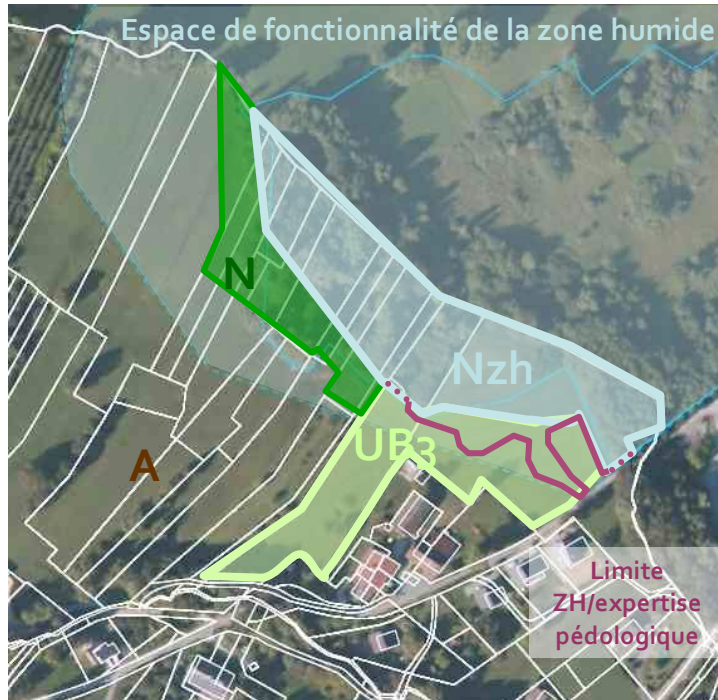 Espace de fonctionnalité de la zone humide
N
Nzh
UB3
A
Limite
ZH/expertise
pédologique